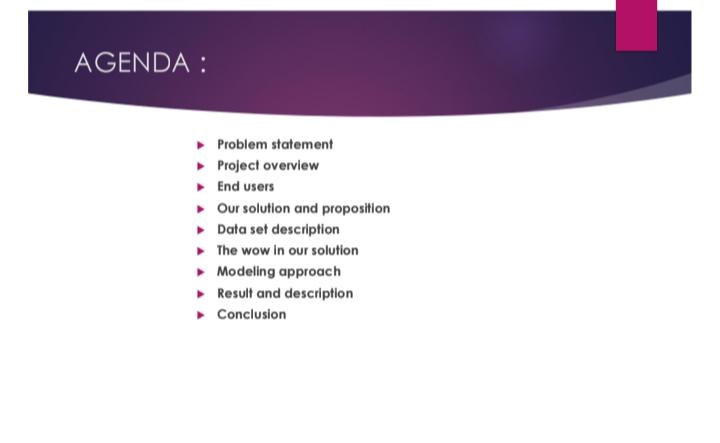 AGENDA :
Problem statement
Project overview
End users
Our solution and proposition
Data set description
The wow in our solution
Modeling approach
Result and description
Conclusion